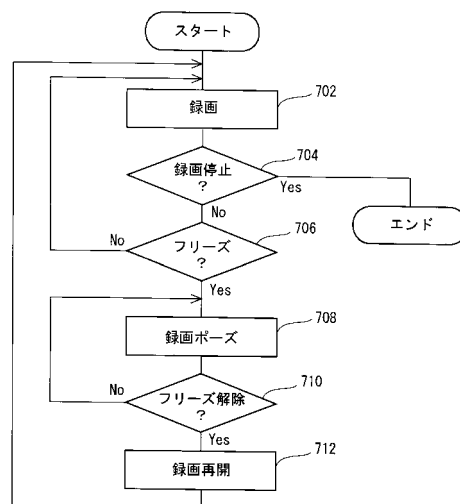 スタート
702
録画
704
録画停止
?
Yes
No
エンド
706
フリーズ
?
No
Yes
708
録画ポーズ
710
フリーズ解除
?
No
Yes
712
録画再開